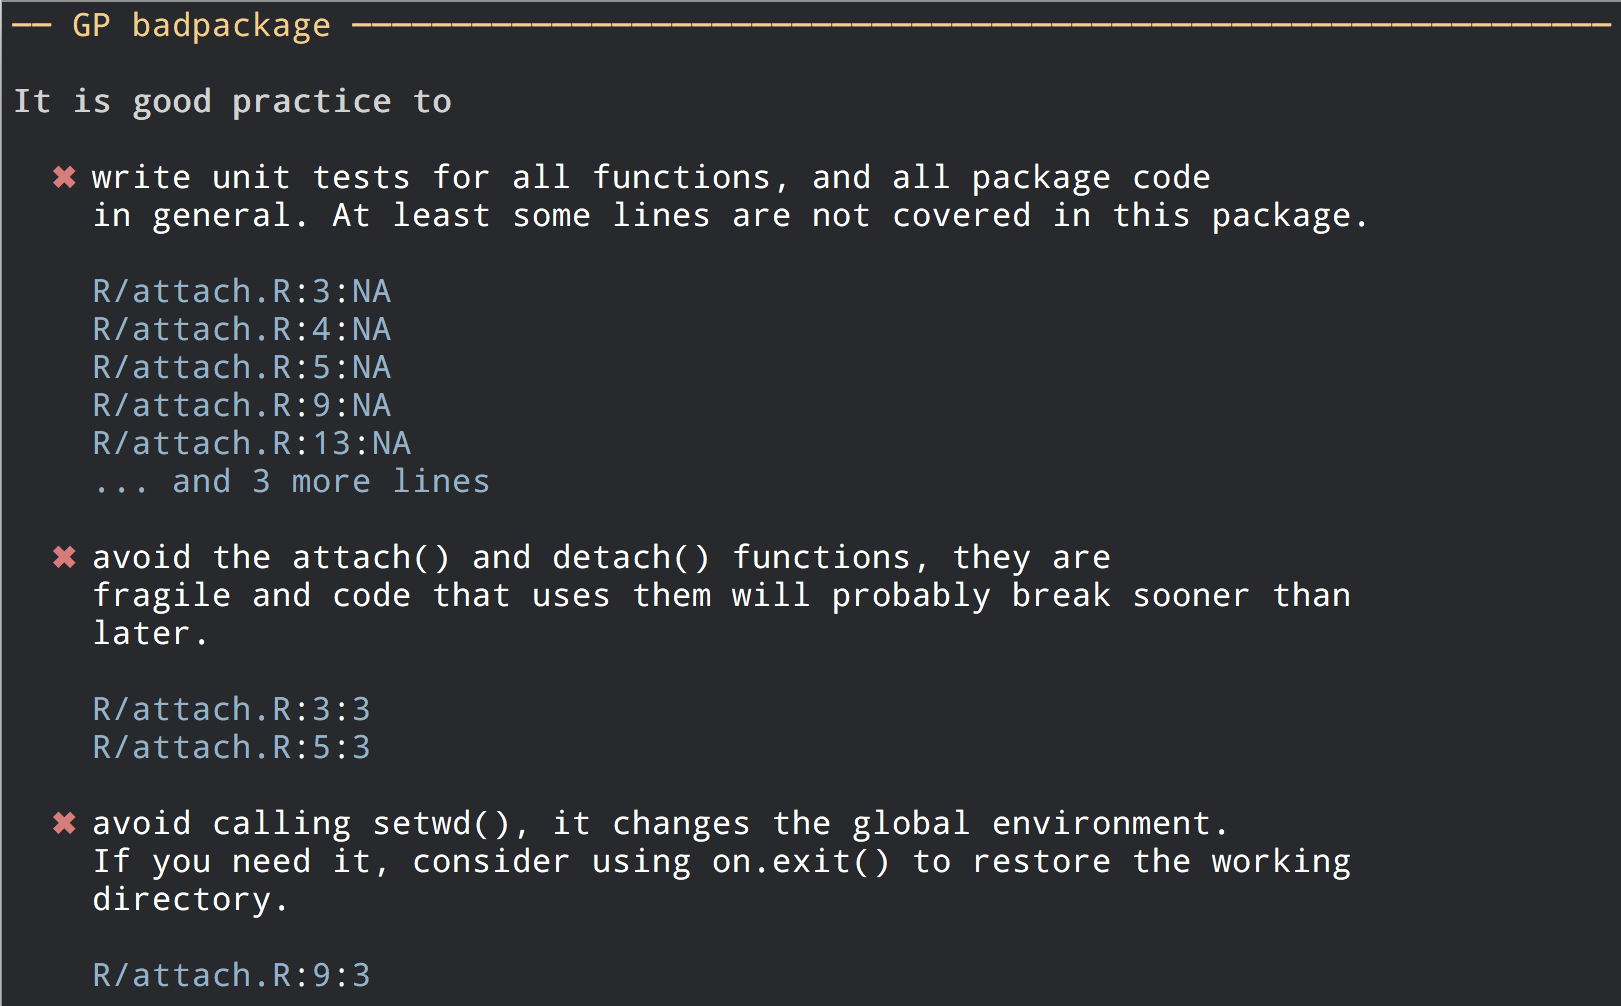 ── GP badpackage ───────────────────────────────────────────────────────────────
It is good practice to
✖ write unit tests for all functions, and all package code
in general. At least some lines are not covered in this package.
R/attach.R:3:NA
R/attach.R:4:NA
R/attach.R:5:NA
R/attach.R:9:NA
R/attach.R:13:NA
... and 3 more lines
✖ avoid the attach() and detach() functions, they are
fragile and code that uses them will probably break sooner than
later.
R/attach.R:3:3
R/attach.R:5:3
✖ avoid calling setwd(), it changes the global environment.
If you need it, consider using on.exit() to restore the working
directory.
R/attach.R:9:3